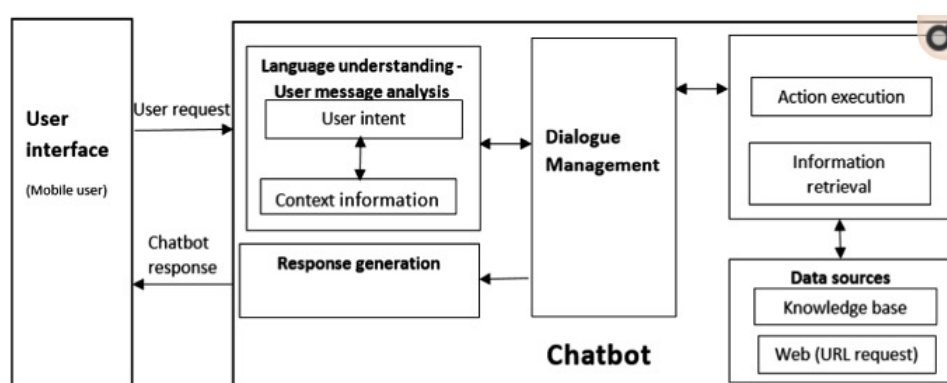 User
interface
(Mobile user)
User request
Chatbot
response
Language understanding -
User message analysis
User intent
Context information
Response generation
Dialogue
Management
Action execution
Information
retrieval
Data sources
Knowledge base
Web (URL request)
Chatbot